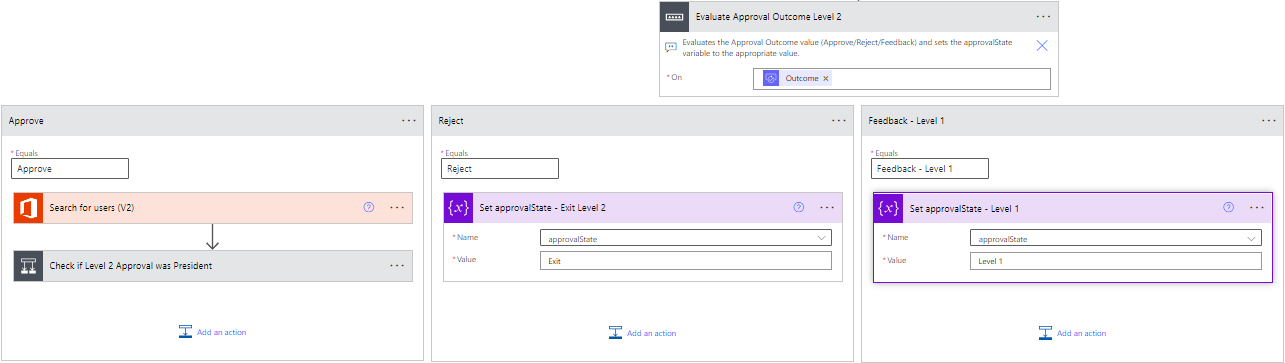 Evaluate Approval Outcome Level 2
Evaluates the Approval Outcome value (Approve/Reject/Feedback) and sets the approvalState
variable to the appropriate value.
* On
Outcome ×
Approve
* Equals
Approve
Search for users (V2)
Check if Level 2 Approval was President
Add an action
Reject
* Equals
Reject
{x} Set approvalState - Exit Level 2
* Name
approvalState
* Value
Exit
Add an action
Feedback - Level 1
* Equals
Feedback - Level 1
{x} Set approvalState - Level 1
* Name
approvalState
* Value
Level 1
Add an action